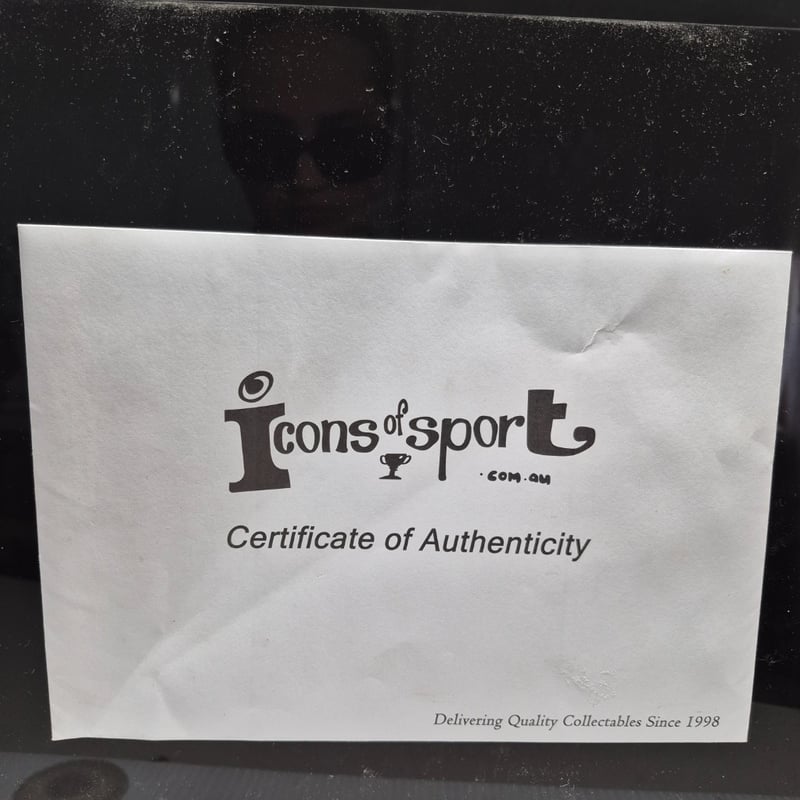 icons of sport
.com.au
Certificate of Authenticity
Delivering Quality Collectables Since 1998